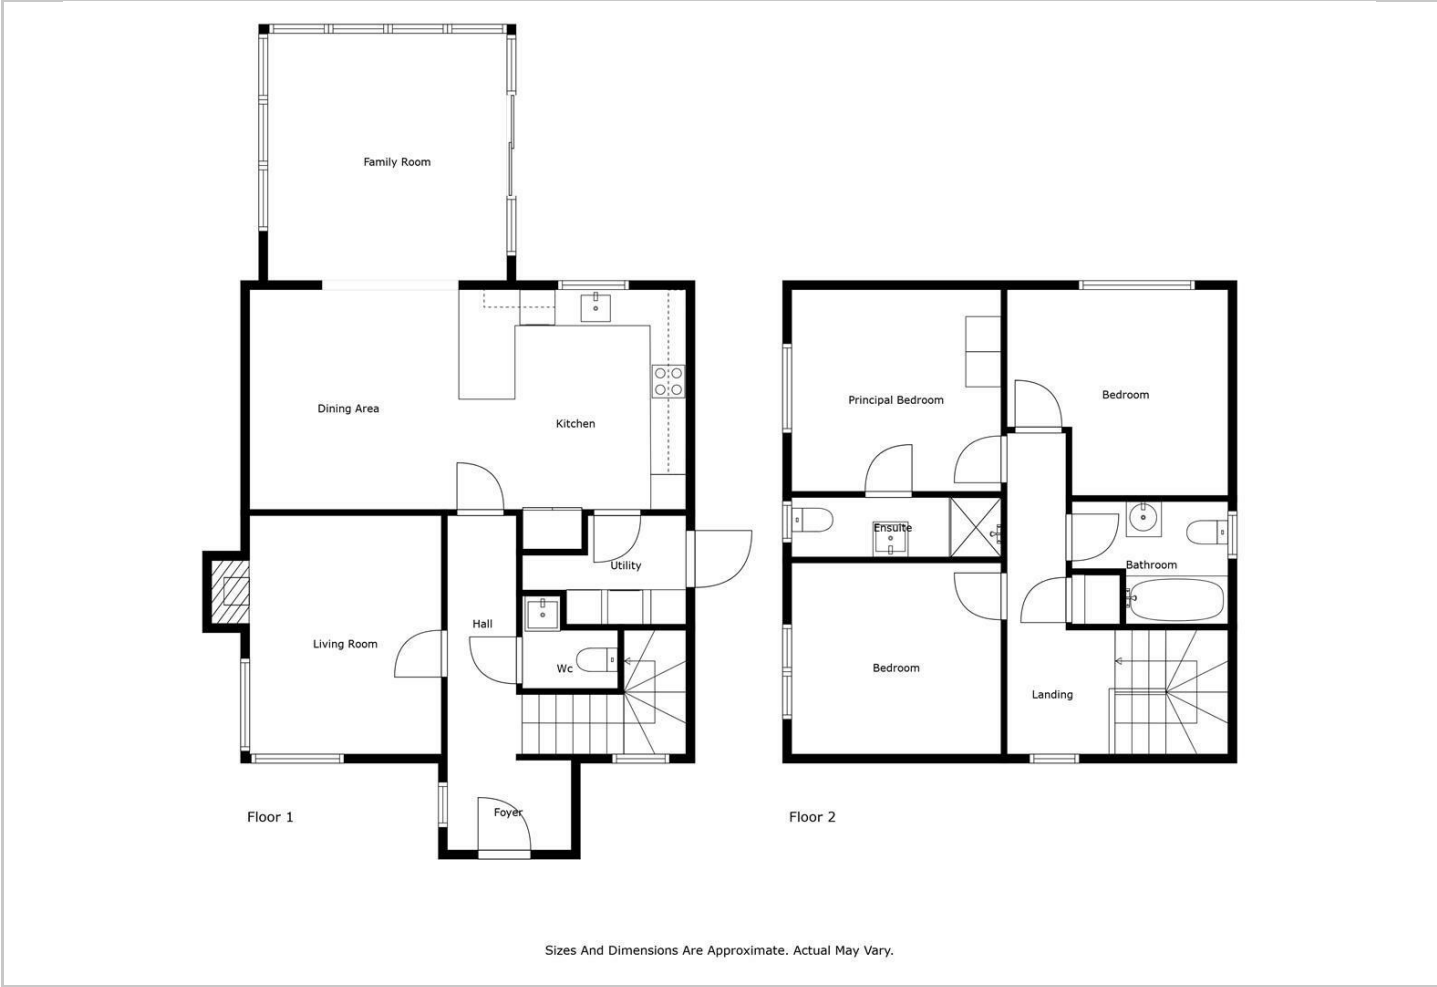 Family Room
Dining Area
Kitchen
Utility
Hall
Living Room
Wc
Foyer
Floor 1
Principal Bedroom
Bedroom
Ensuite
Bathroom
Bedroom
Landing
Floor 2
Sizes And Dimensions Are Approximate. Actual May Vary.